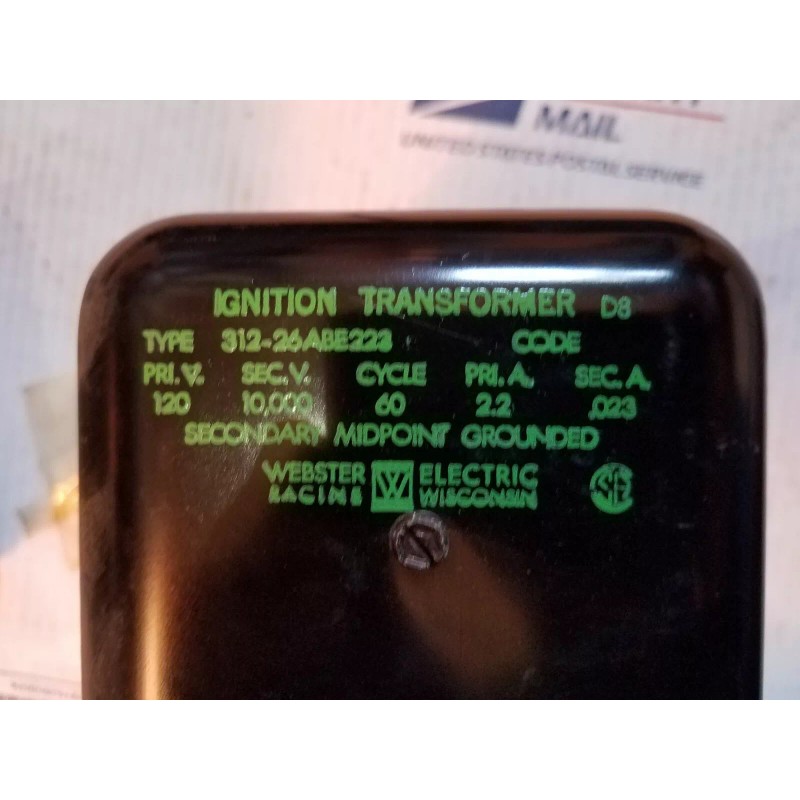 MAIL
UNITED STATES POSTAL SERVICE
IGNITION TRANSFORMER D8
TYPE 312-26ABE223 CODE
PRI. V. SEC. V. CYCLE PRI. A. SEC. A.
120 10,000 60 2.2 .023
SECONDARY MIDPOINT GROUNDED
WEBSTER W ELECTRIC
RACINE WISCONSIN